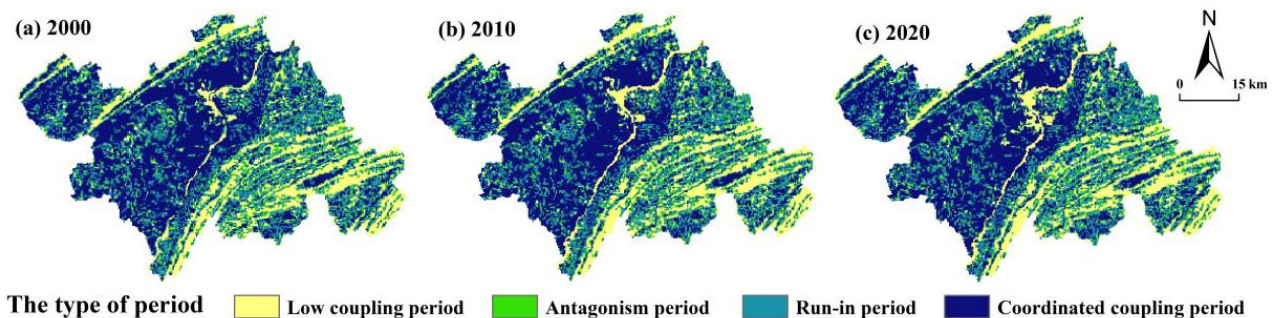 (a) 2000
(b) 2010
(c) 2020
N
0 15 km
The type of period
Low coupling period
Antagonism period
Run-in period
Coordinated coupling period